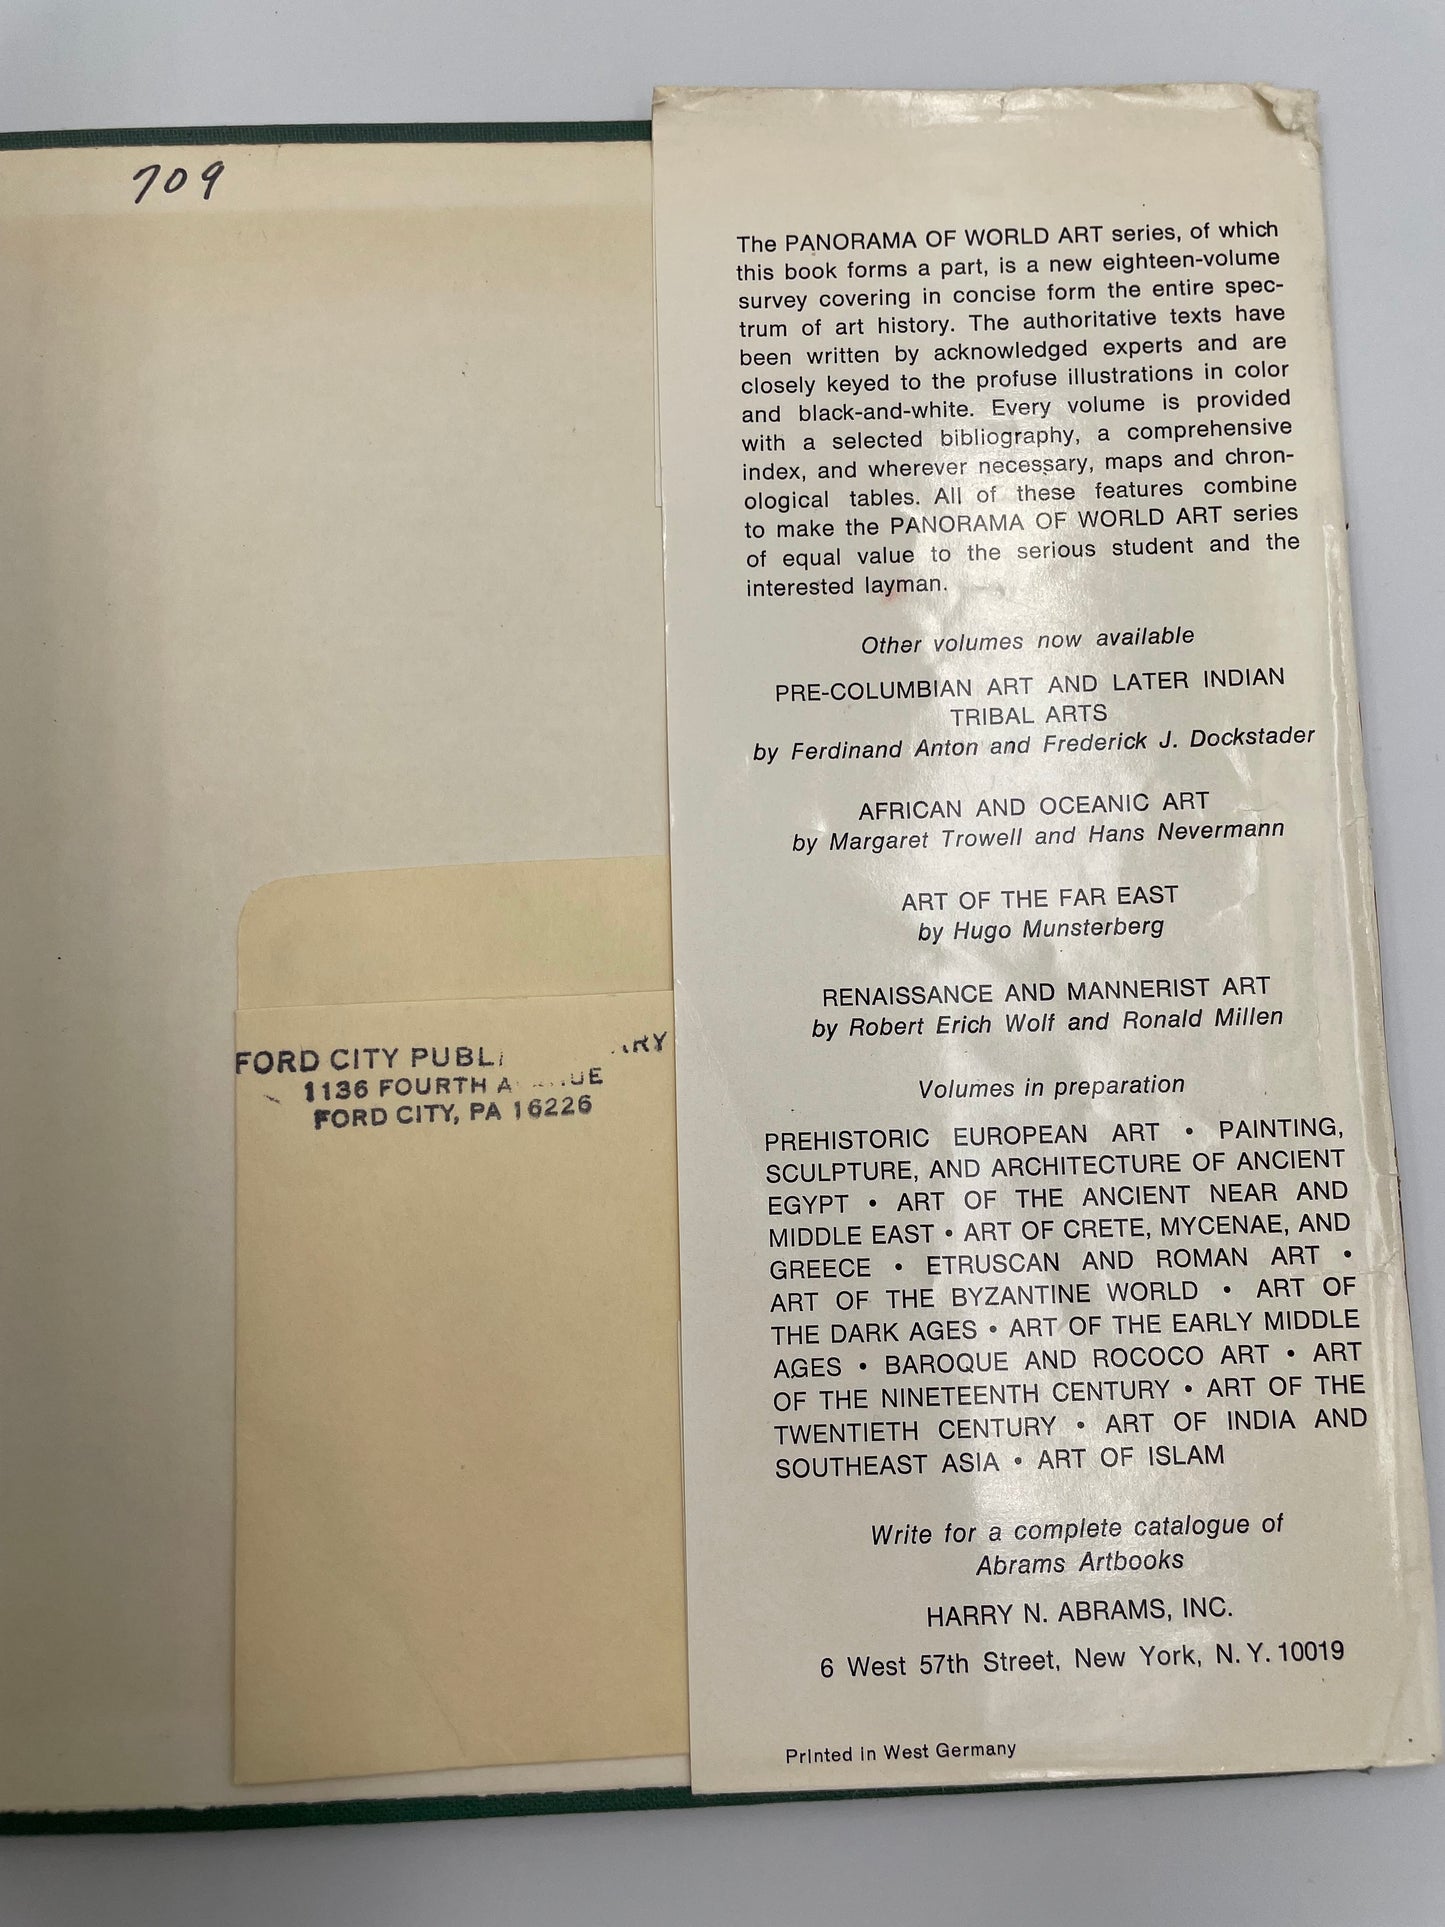 709
FORD CITY PUBLI
1136 FOURTH
FORD CITY, PA 16226
The PANORAMA OF WORLD ART series, of which
this book forms a part, is a new eighteen-volume
survey covering in concise form the entire spec-
trum of art history. The authoritative texts have
been written by acknowledged experts and are
closely keyed to the profuse illustrations in color
and black-and-white. Every volume is provided
with a selected bibliography, a comprehensive
index, and wherever necessary, maps and chron-
ological tables. All of these features combine
to make the PANORAMA OF WORLD ART series
of equal value to the serious student and the
interested layman.
Other volumes now available
PRE-COLUMBIAN ART AND LATER INDIAN
TRIBAL ARTS
by Ferdinand Anton and Frederick J. Dockstader
AFRICAN AND OCEANIC ART
by Margaret Trowell and Hans Nevermann
ART OF THE FAR EAST
by Hugo Munsterberg
RENAISSANCE AND MANNERIST ART
by Robert Erich Wolf and Ronald Millen
Volumes in preparation
PREHISTORIC EUROPEAN ART • PAINTING,
SCULPTURE, AND ARCHITECTURE OF ANCIENT
EGYPT • ART OF THE ANCIENT NEAR AND
MIDDLE EAST • ART OF CRETE, MYCENAE, AND
GREECE • ETRUSCAN AND ROMAN ART •
ART OF THE BYZANTINE WORLD • ART OF
THE DARK AGES • ART OF THE EARLY MIDDLE
AGES • BAROQUE AND ROCOCO ART • ART
OF THE NINETEENTH CENTURY • ART OF THE
TWENTIETH CENTURY • ART OF INDIA AND
SOUTHEAST ASIA • ART OF ISLAM
Write for a complete catalogue of
Abrams Artbooks
HARRY N. ABRAMS, INC.
6 West 57th Street, New York, N. Y. 10019
Printed in West Germany